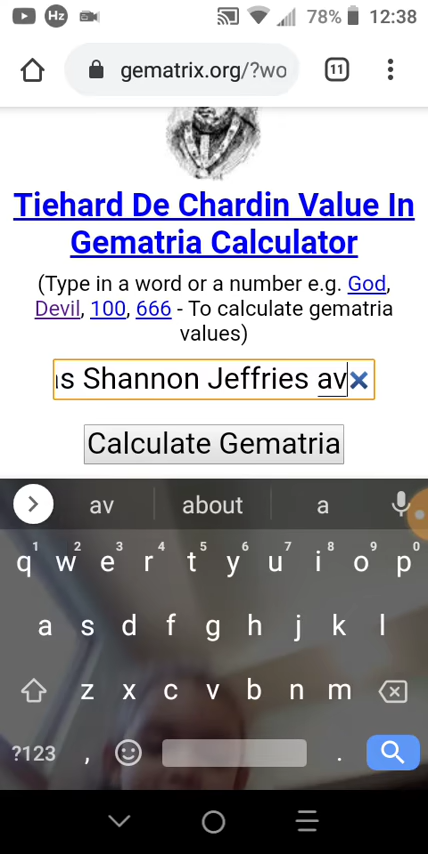 Hz 78% 12:38
gematrix.org/?wo 11
Tiehard De Chardin Value In
Gematria Calculator
(Type in a word or a number e.g. God,
Devil, 100, 666 - To calculate gematria
values)
s Shannon Jeffries av
Calculate Gematria
av about a
1 2 3 4 5 6 7 8 9 0
q w e r t y u i o p
a s d f g h j k l
z x c v b n m
?123 , .